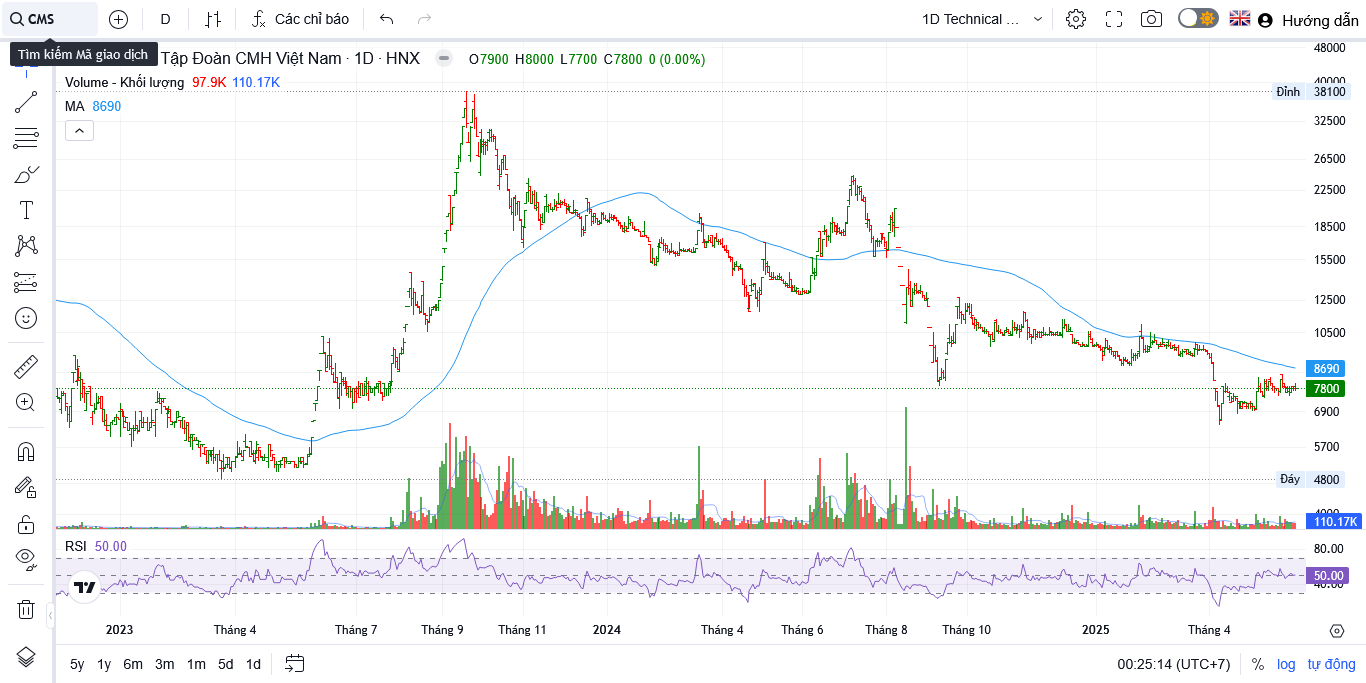 CMS
D
Các chỉ báo
1D Technical ...
Hướng dẫn
Tìm kiếm Mã giao dịch
Tập Đoàn CMH Việt Nam · 1D · HNX
O7900 H8000 L7700 C7800 0 (0.00%)
Volume - Khối lượng 97.9K 110.17K
MA 8690
48000
40000
Đỉnh 38100
32500
26500
22500
18500
15500
12500
10500
8690
7800
6900
5700
Đáy 4800
4000
110.17K
RSI 50.00
80.00
50.00
40.00
2023 Tháng 4 Tháng 7 Tháng 9 Tháng 11 2024 Tháng 4 Tháng 6 Tháng 8 Tháng 10 2025 Tháng 4
5y 1y 6m 3m 1m 5d 1d
00:25:14 (UTC+7) % log tự động